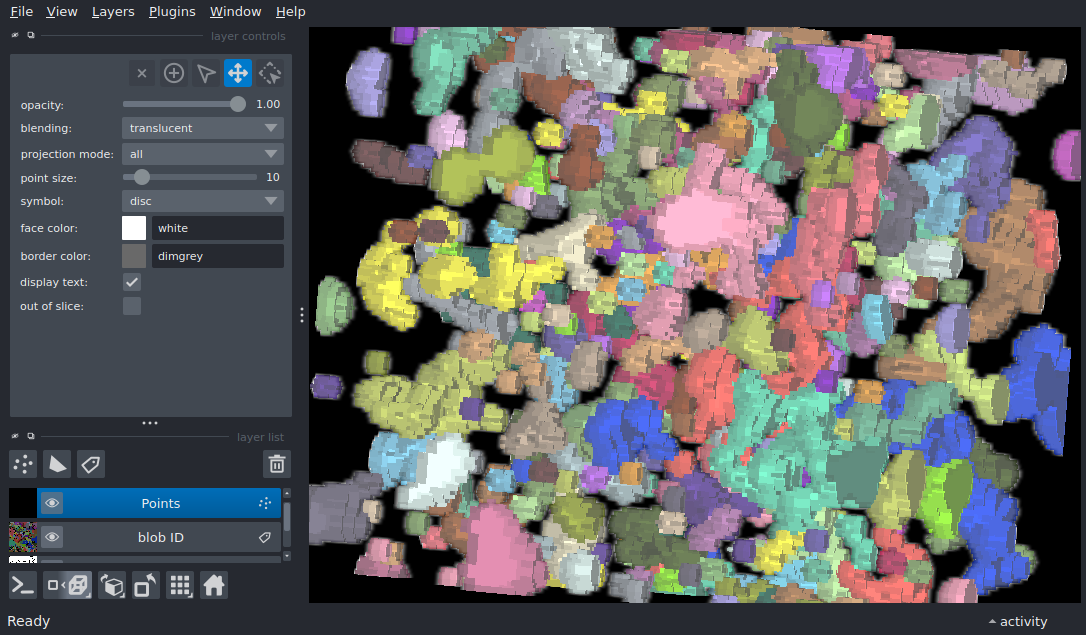 File View Layers Plugins Window Help
layer controls
opacity: 1.00
blending: translucent
projection mode: all
point size: 10
symbol: disc
face color: white
border color: dimgrey
display text:
out of slice:
layer list
Points
blob ID
Ready
activity